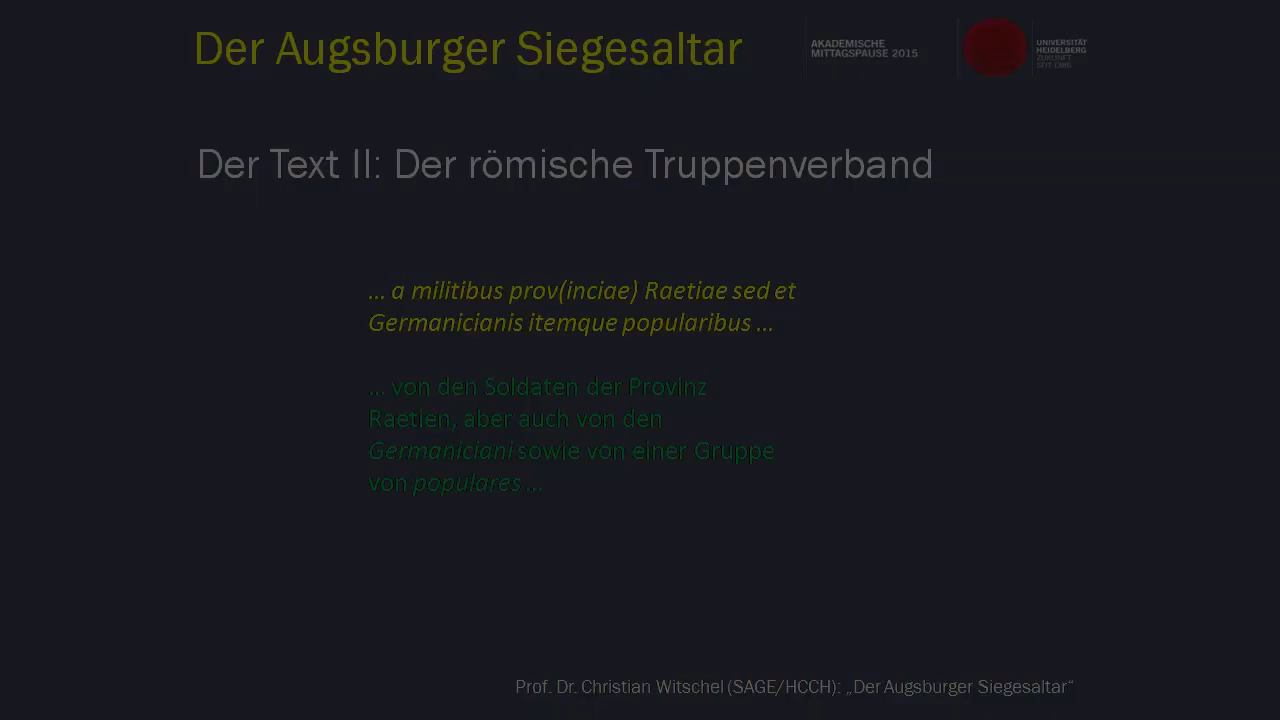 Der Augsburger Siegesaltar
AKADEMISCHE
MITTAGSPAUSE 2015
UNIVERSITÄT
HEIDELBERG
ZUKUNFT
SEIT 1386
Der Text II: Der römische Truppenverband
... a militibus prov(inciae) Raetiae sed et
Germanicianis itemque popularibus ...
... von den Soldaten der Provinz
Raetien, aber auch von den
Germaniciani sowie von einer Gruppe
von populares ...
Prof. Dr. Christian Witschel (SAGE/HCCH): „Der Augsburger Siegesaltar“